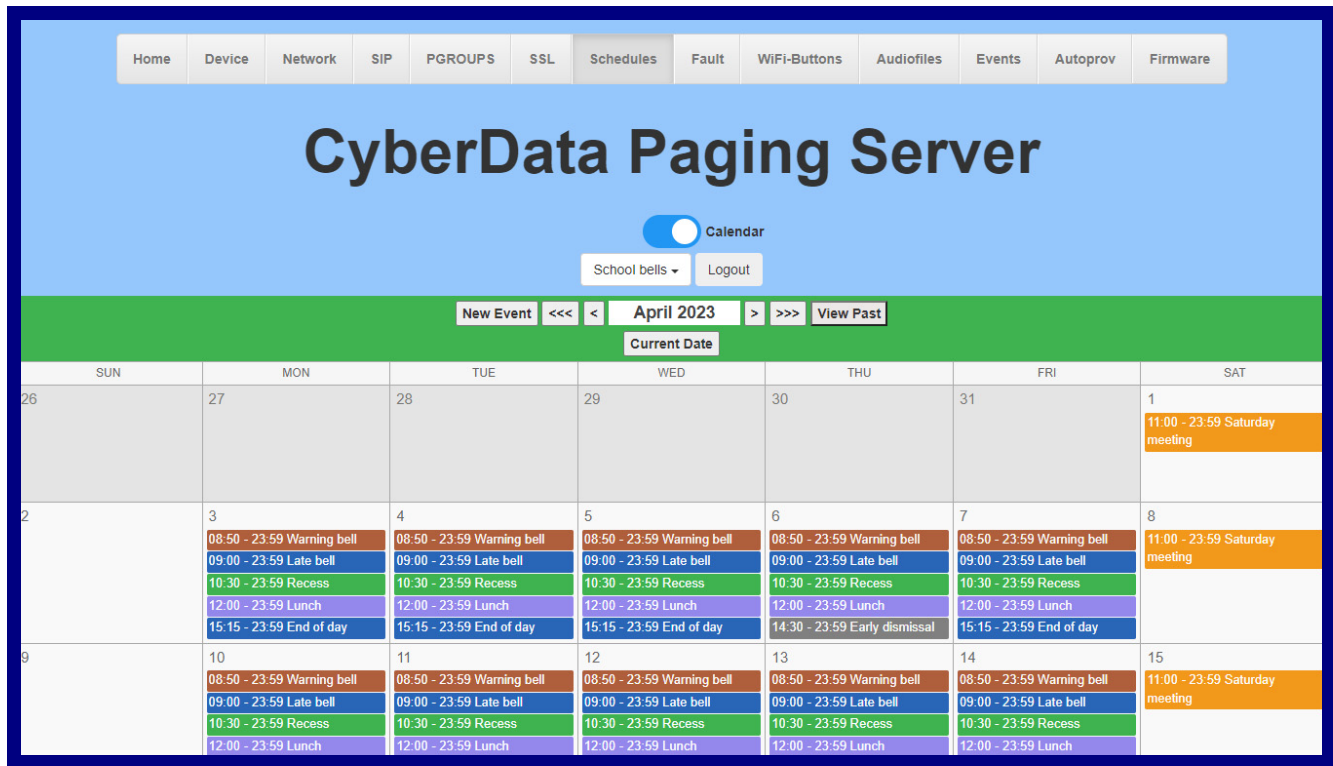 Home Device Network SIP PGROUPS SSL Schedules Fault WiFi-Buttons Audiofiles Events Autoprov Firmware
CyberData Paging Server
Calendar
School bells Logout
New Event <<< < April 2023 > >>> View Past
Current Date
SUN MON TUE WED THU FRI SAT
26 27 28 29 30 31 1
11:00 - 23:59 Saturday
meeting
2 3 4 5 6 7 8
08:50 - 23:59 Warning bell 08:50 - 23:59 Warning bell 08:50 - 23:59 Warning bell 08:50 - 23:59 Warning bell 08:50 - 23:59 Warning bell 11:00 - 23:59 Saturday
09:00 - 23:59 Late bell 09:00 - 23:59 Late bell 09:00 - 23:59 Late bell 09:00 - 23:59 Late bell 09:00 - 23:59 Late bell meeting
10:30 - 23:59 Recess 10:30 - 23:59 Recess 10:30 - 23:59 Recess 10:30 - 23:59 Recess 10:30 - 23:59 Recess
12:00 - 23:59 Lunch 12:00 - 23:59 Lunch 12:00 - 23:59 Lunch 12:00 - 23:59 Lunch 12:00 - 23:59 Lunch
15:15 - 23:59 End of day 15:15 - 23:59 End of day 15:15 - 23:59 End of day 14:30 - 23:59 Early dismissal 15:15 - 23:59 End of day
9 10 11 12 13 14 15
08:50 - 23:59 Warning bell 08:50 - 23:59 Warning bell 08:50 - 23:59 Warning bell 08:50 - 23:59 Warning bell 08:50 - 23:59 Warning bell 11:00 - 23:59 Saturday
09:00 - 23:59 Late bell 09:00 - 23:59 Late bell 09:00 - 23:59 Late bell 09:00 - 23:59 Late bell 09:00 - 23:59 Late bell meeting
10:30 - 23:59 Recess 10:30 - 23:59 Recess 10:30 - 23:59 Recess 10:30 - 23:59 Recess 10:30 - 23:59 Recess
12:00 - 23:59 Lunch 12:00 - 23:59 Lunch 12:00 - 23:59 Lunch 12:00 - 23:59 Lunch 12:00 - 23:59 Lunch